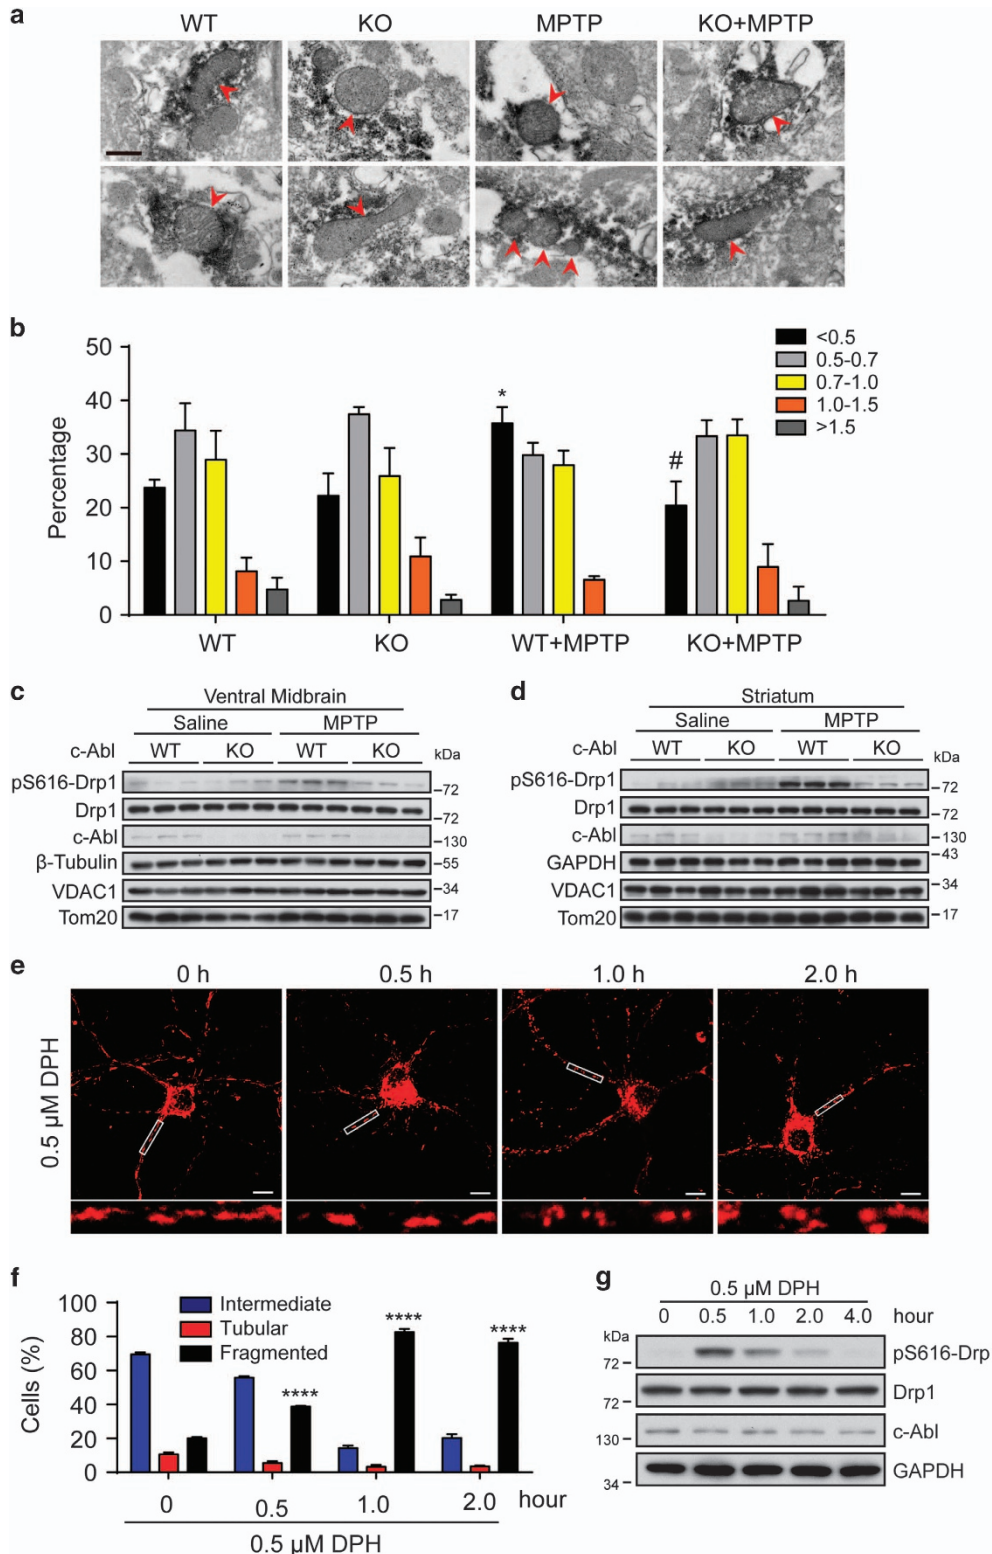 a
WT KO MPTP KO+MPTP
b
Percentage
50
40
30
20
10
0
* #
<0.5
0.5-0.7
0.7-1.0
1.0-1.5
>1.5
WT KO WT+MPTP KO+MPTP
c
Ventral Midbrain
Saline MPTP
c-Abl WT KO WT KO kDa
pS616-Drp1 72
Drp1 72
c-Abl 130
β-Tubulin 55
VDAC1 34
Tom20 17
d
Striatum
Saline MPTP
c-Abl WT KO WT KO kDa
pS616-Drp1 72
Drp1 72
c-Abl 130
GAPDH 43
VDAC1 34
Tom20 17
e
0 h 0.5 h 1.0 h 2.0 h
0.5 µM DPH
f
Cells (%)
100
80
60
40
20
0
Intermediate
Tubular
Fragmented
**** **** ****
0 0.5 1.0 2.0 hour
0.5 µM DPH
g
0.5 µM DPH
0 0.5 1.0 2.0 4.0 hour
kDa
72 pS616-Drp
72 Drp1
130 c-Abl
34 GAPDH